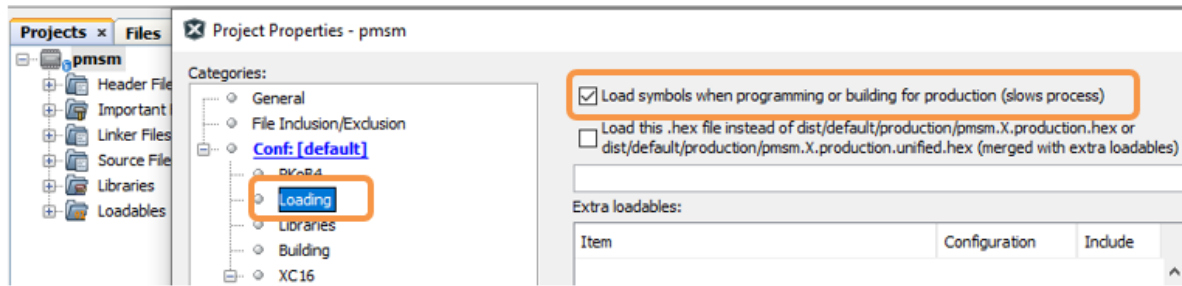 Projects × Files
pmsm
Header File
Important
Linker Files
Source File
Libraries
Loadables
Project Properties - pmsm
Categories:
General
File Inclusion/Exclusion
Conf: [default]
PKoB4
Loading
Libraries
Building
XC16
Load symbols when programming or building for production (slows process)
Load this .hex file instead of dist/default/production/pmsm.X.production.hex or
dist/default/production/pmsm.X.production.unified.hex (merged with extra loadables)
Extra loadables:
Item Configuration Include